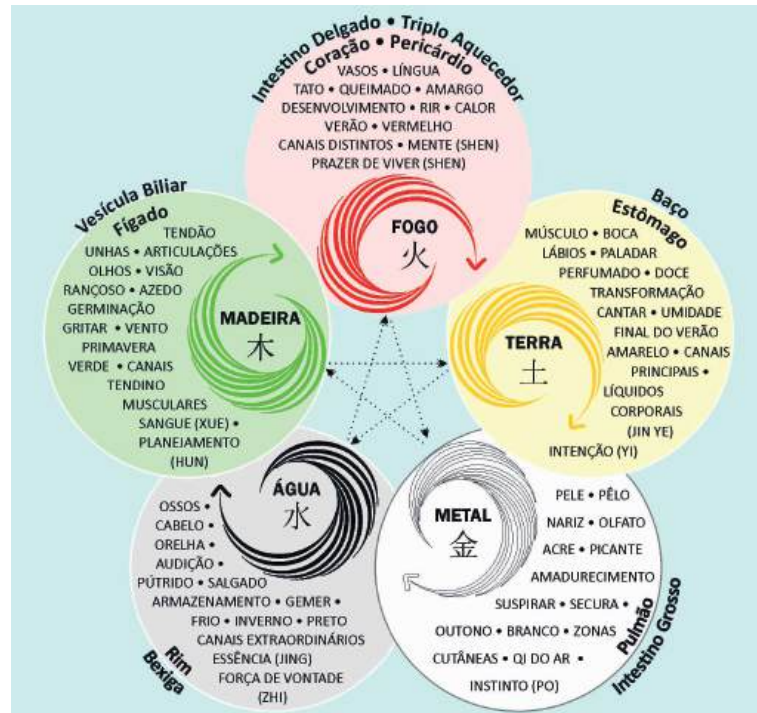 Intestino Delgado • Triplo Aquecedor
Coração • Pericárdio
VASOS • LÍNGUA
TATO • QUEIMADO • AMARGO
DESENVOLVIMENTO • RIR • CALOR
VERÃO • VERMELHO
CANAIS DISTINTOS • MENTE (SHEN)
PRAZER DE VIVER (SHEN)
FOGO
火
Vesícula Biliar
Fígado
TENDÃO
UNHAS • ARTICULAÇÕES
OLHOS • VISÃO
RANÇOSO • AZEDO
GERMINAÇÃO
GRITAR • VENTO
PRIMAVERA
VERDE • CANAIS
TENDINO
MUSCULARES
SANGUE (XUE) •
PLANEJAMENTO
(HUN)
MADEIRA
木
Baço
Estômago
MÚSCULO • BOCA
LÁBIOS • PALADAR
PERFUMADO • DOCE
TRANSFORMAÇÃO
CANTAR • UMIDADE
FINAL DO VERÃO
AMARELO • CANAIS
PRINCIPAIS •
LÍQUIDOS
CORPORAIS
(JIN YE)
INTENÇÃO (YI)
TERRA
土
ÁGUA
水
OSSOS •
CABELO •
ORELHA •
AUDIÇÃO •
PÚTRIDO • SALGADO
ARMAZENAMENTO • GEMER •
FRIO • INVERNO • PRETO
CANAIS EXTRAORDINÁRIOS
ESSÊNCIA (JING)
FORÇA DE VONTADE
(ZHI)
Rim
Bexiga
METAL
金
PELE • PÊLO
NARIZ • OLFATO
ACRE • PICANTE
AMADURECIMENTO
SUSPIRAR • SECURA •
OUTONO • BRANCO • ZONAS
CUTÂNEAS • QI DO AR •
INSTINTO (PO)
Pulmão
Intestino Grosso